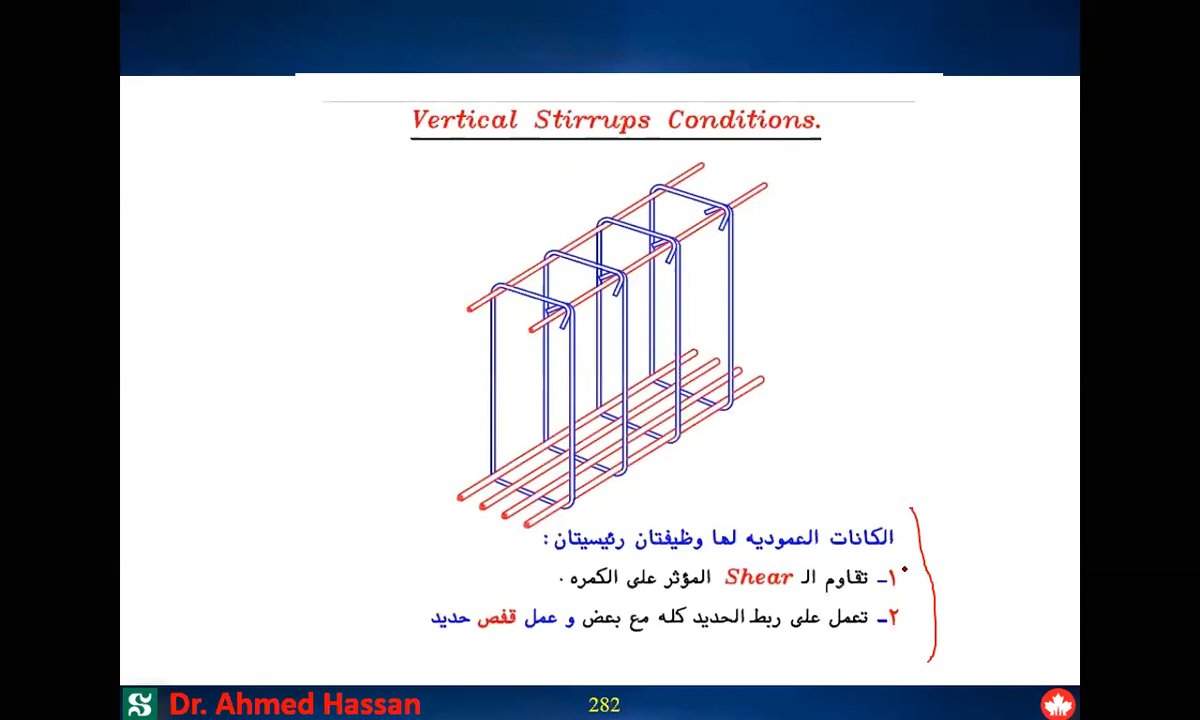 Vertical Stirrups Conditions.
الكانات العموديه لها وظيفتان رئيسيتان :
١- تقاوم الـ Shear المؤثر على الكمره .
٢- تعمل على ربط الحديد كله مع بعض و عمل قفص حديد
Dr. Ahmed Hassan
282